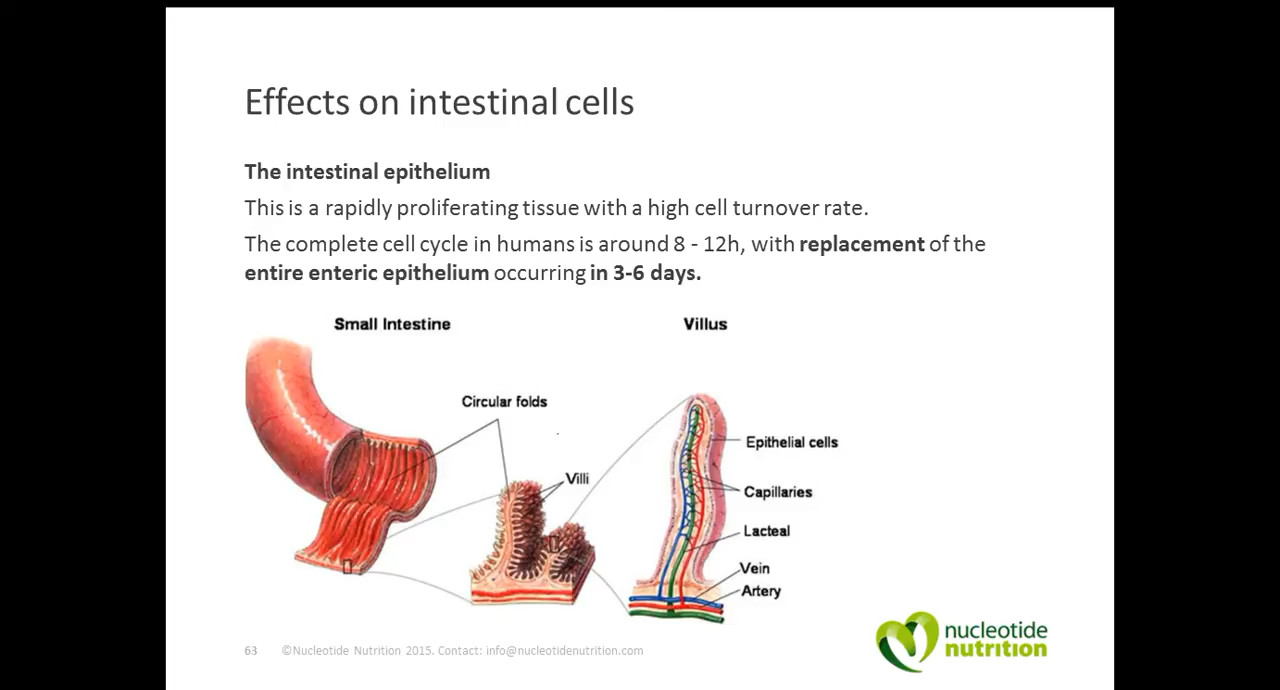 Effects on intestinal cells
The intestinal epithelium
This is a rapidly proliferating tissue with a high cell turnover rate.
The complete cell cycle in humans is around 8 - 12h, with replacement of the
entire enteric epithelium occurring in 3-6 days.
Small Intestine
Villus
Circular folds
Villi
Epithelial cells
Capillaries
Lacteal
Vein
Artery
63 ©Nucleotide Nutrition 2015. Contact: info@nucleotidenutrition.com
nucleotide
nutrition